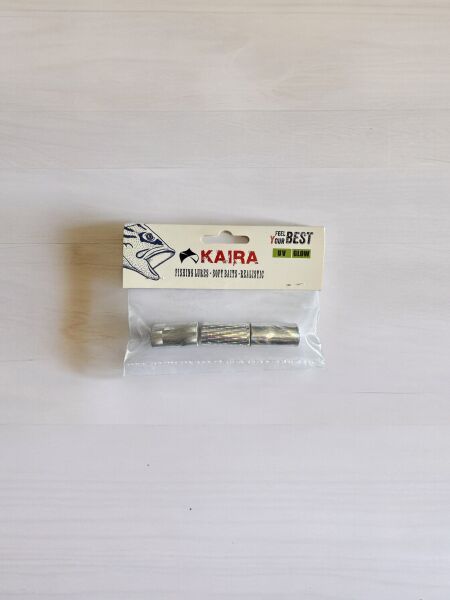 KAIRA
FISHING LURES - SOFT BAITS - REALISTIC
FEEL
YOUR BEST
UV GLOW